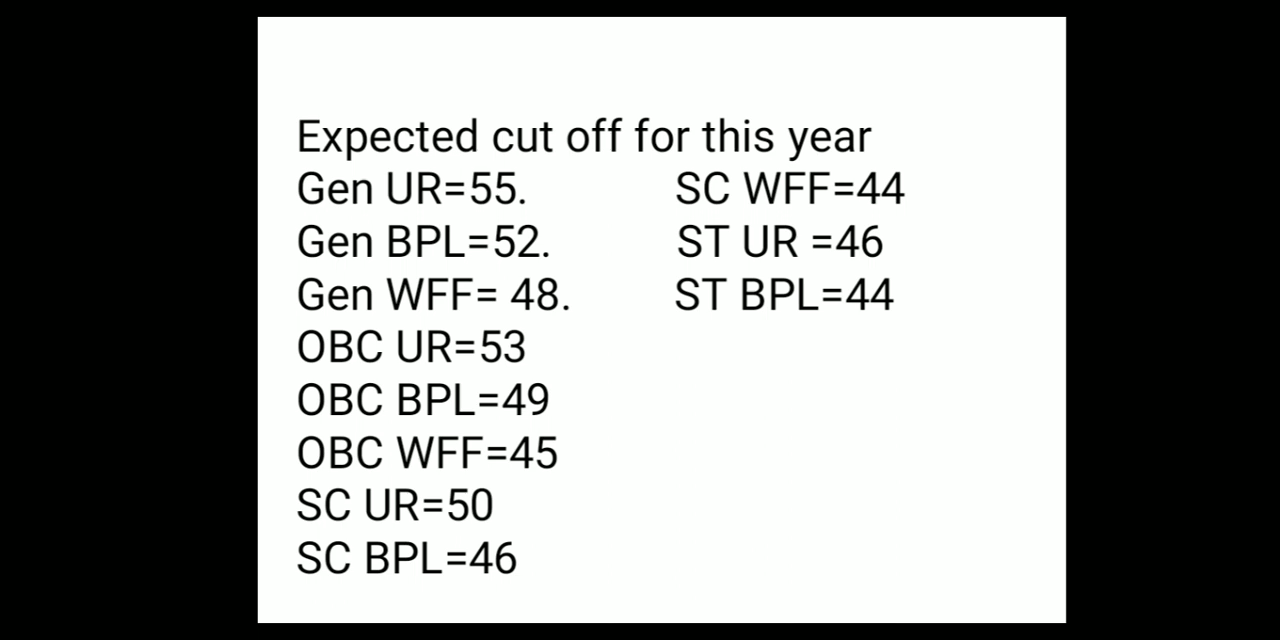 Expected cut off for this year
Gen UR=55. SC WFF=44
Gen BPL=52. ST UR =46
Gen WFF= 48. ST BPL=44
OBC UR=53
OBC BPL=49
OBC WFF=45
SC UR=50
SC BPL=46